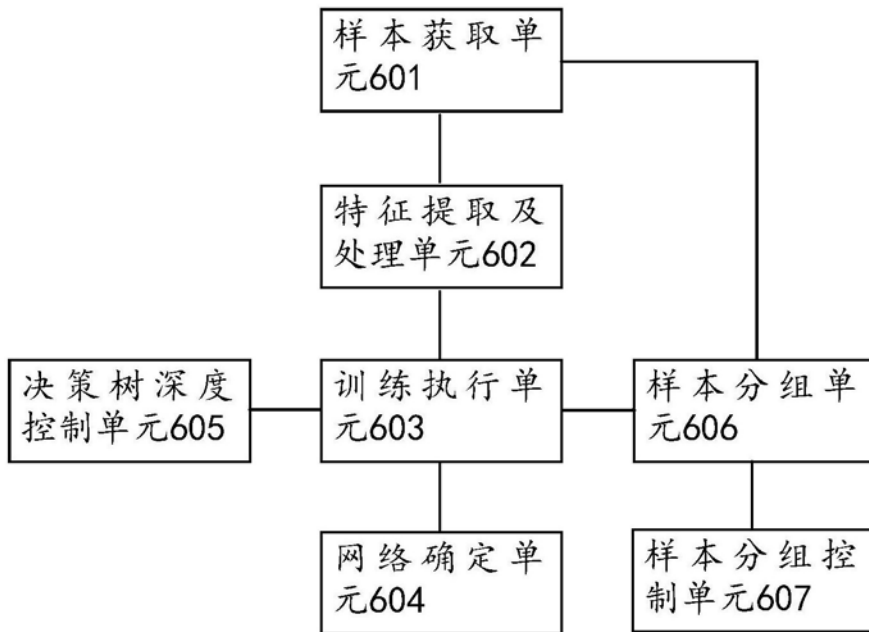 样本获取单
元601
特征提取及
处理单元602
决策树深度
控制单元605
训练执行单
元603
样本分组单
元606
网络确定单
元604
样本分组控
制单元607